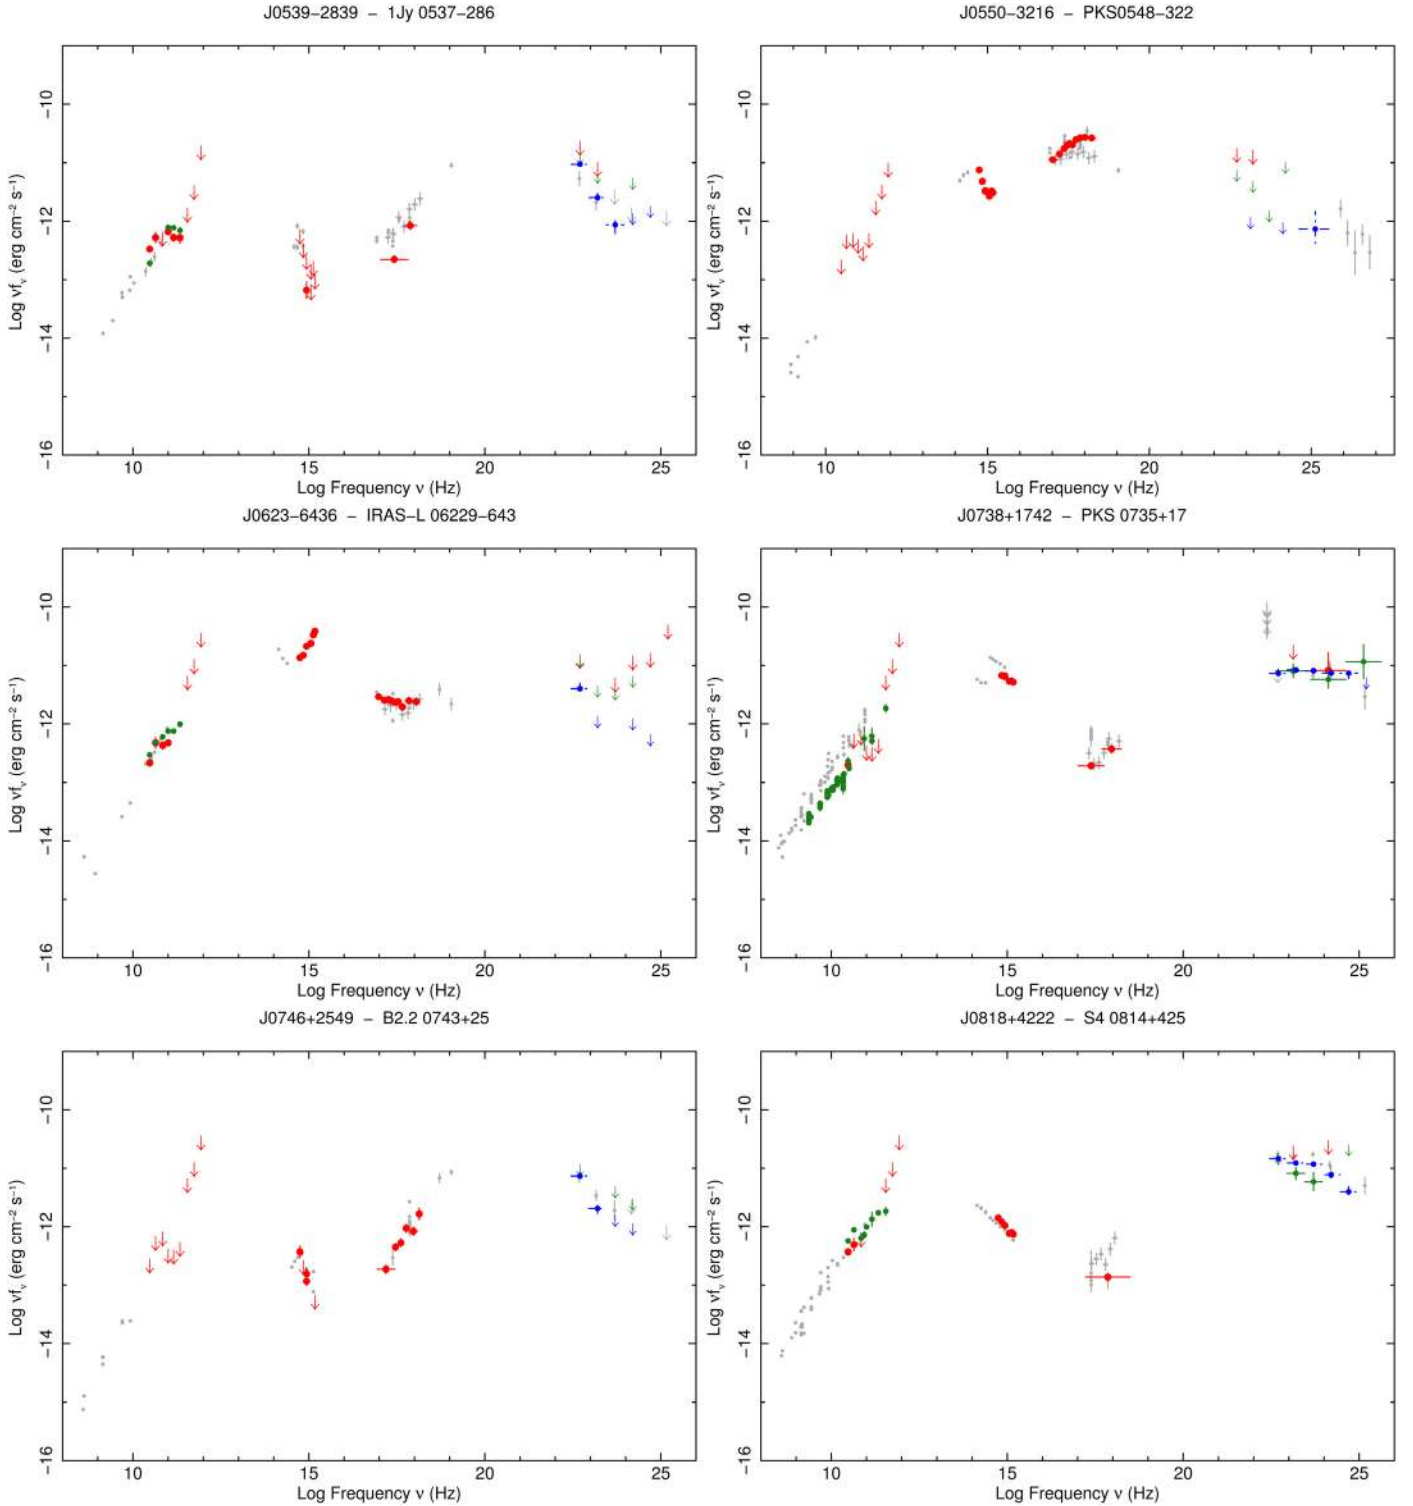 J0539−2839 − 1Jy 0537−286
J0550−3216 − PKS0548−322
−10
−12
−14
−16
Log νfν (erg cm−2 s−1)
10 15 20 25
Log Frequency ν (Hz)
−10
−12
−14
−16
Log νfν (erg cm−2 s−1)
10 15 20 25
Log Frequency ν (Hz)
J0623−6436 − IRAS−L 06229−643
J0738+1742 − PKS 0735+17
−10
−12
−14
−16
Log νfν (erg cm−2 s−1)
10 15 20 25
Log Frequency ν (Hz)
−10
−12
−14
−16
Log νfν (erg cm−2 s−1)
10 15 20 25
Log Frequency ν (Hz)
J0746+2549 − B2.2 0743+25
J0818+4222 − S4 0814+425
−10
−12
−14
−16
Log νfν (erg cm−2 s−1)
10 15 20 25
Log Frequency ν (Hz)
−10
−12
−14
−16
Log νfν (erg cm−2 s−1)
10 15 20 25
Log Frequency ν (Hz)